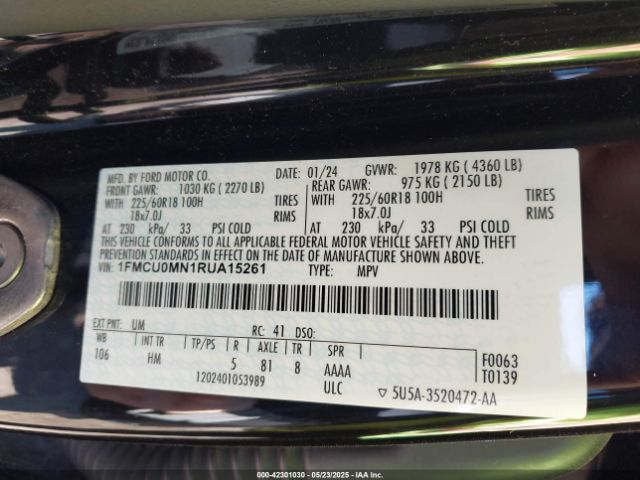 MFD. BY FORD MOTOR CO.
DATE: 01/24 GVWR: 1978 KG ( 4360 LB)
FRONT GAWR: 1030 KG ( 2270 LB) REAR GAWR: 975 KG ( 2150 LB)
WITH 225/60R18 100H TIRES WITH 225/60R18 100H TIRES
18x7.0J RIMS 18x7.0J RIMS
AT 230 kPa/ 33 PSI COLD AT 230 kPa/ 33 PSI COLD
THIS VEHICLE CONFORMS TO ALL APPLICABLE FEDERAL MOTOR VEHICLE SAFETY AND THEFT
PREVENTION STANDARDS IN EFFECT ON THE DATE OF MANUFACTURE SHOWN ABOVE.
VIN: 1FMCU0MN1RUA15261 TYPE: MPV
EXT PNT: UM RC: 41 DSO:
WB TP/PS R AXLE TR SPR
106 HM 5 81 8 AAAA
ULC
F0063
T0139
1202401053989
▽ 5U5A-3520472-AA
000-42301030 — 05/23/2025 — IAA Inc.